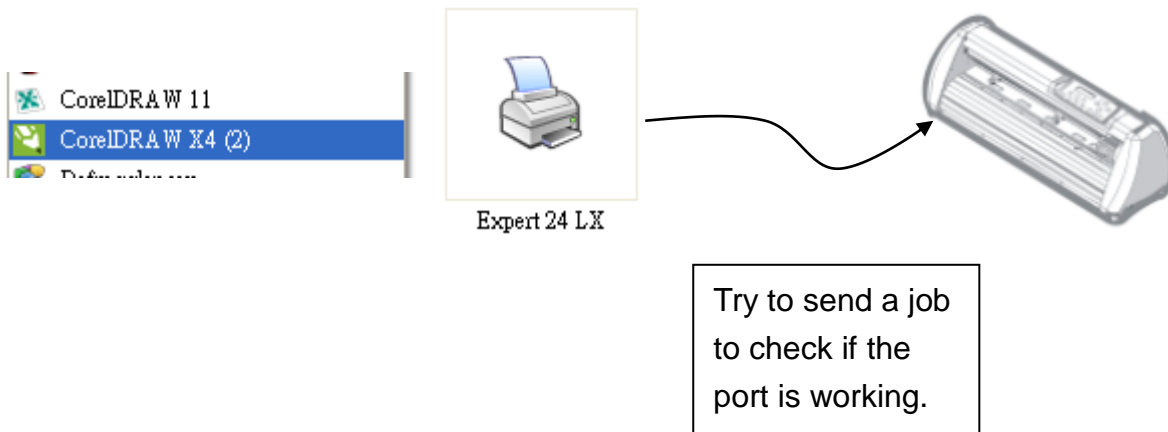 CorelDRAW 11
CorelDRAW X4 (2)
Expert 24 LX
Try to send a job
to check if the
port is working.